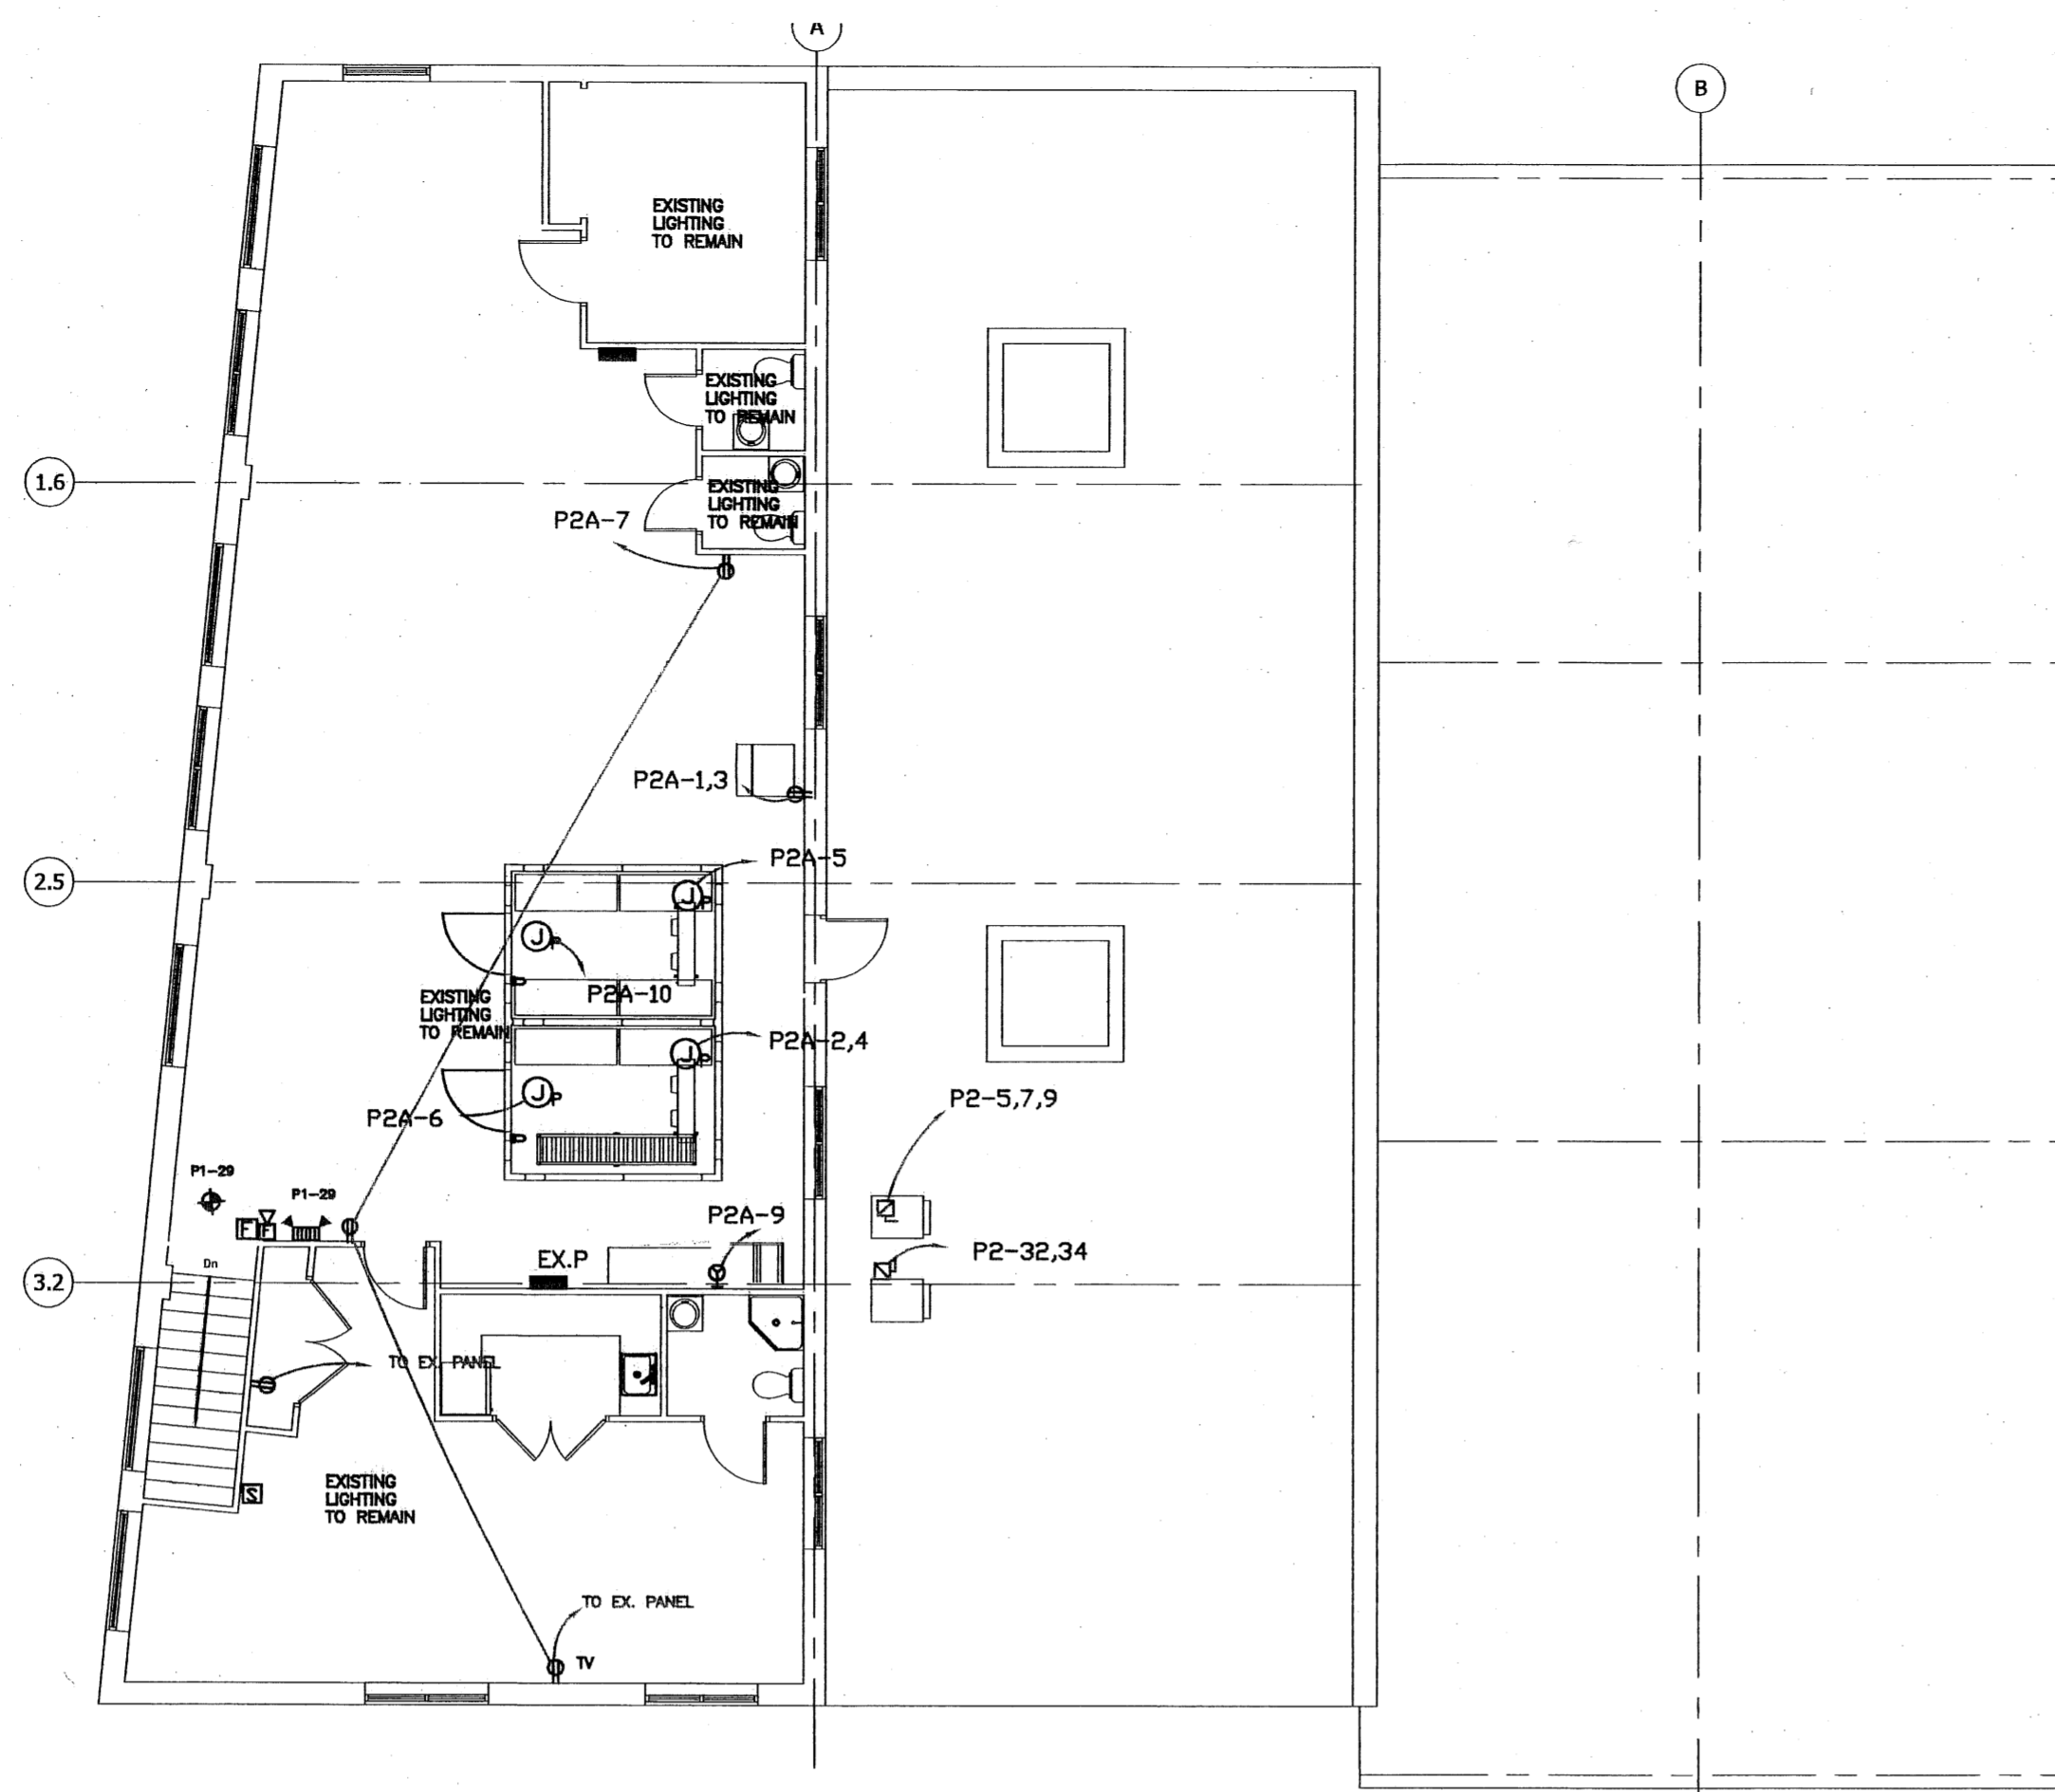 A
B
EXISTING
LIGHTING
TO REMAIN
EXISTING
LIGHTING
TO REMAIN
1.6
EXISTING
LIGHTING
TO REMAIN
P2A-7
P2A-1,3
P2A-5
2.5
J P
J P
P2A-10
EXISTING
LIGHTING
TO REMAIN
P2A-2,4
J P
J P
P2A-6
P2-5,7,9
P1-29
P1-29
P2A-9
F
F
EX.P
P2-32,34
Dn
3.2
TO EX. PANEL
EXISTING
LIGHTING
TO REMAIN
S
TO EX. PANEL
TV